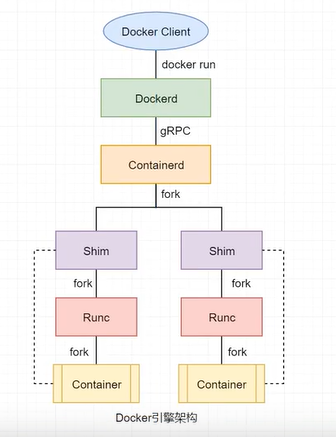 Docker Client
docker run
Dockerd
gRPC
Containerd
fork
Shim Shim
fork fork
Runc Runc
fork fork
Container Container
Docker引擎架构